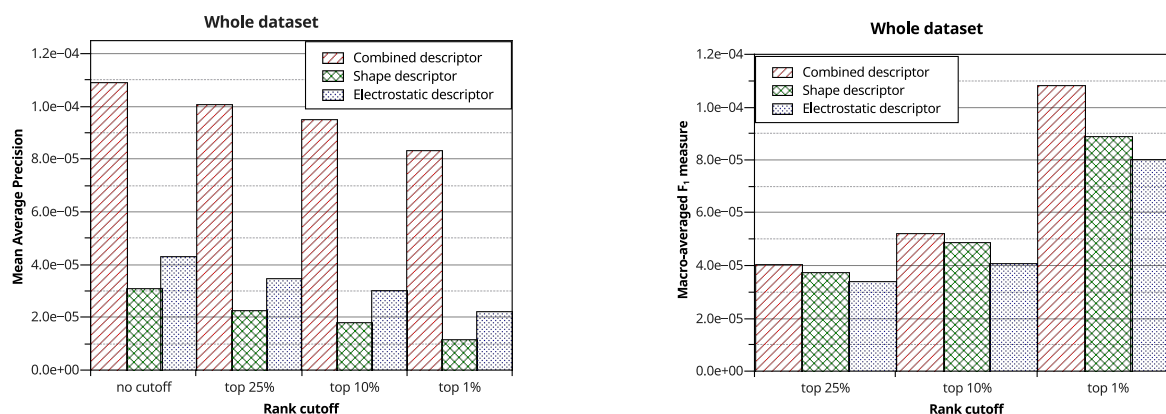 Whole dataset
1.2e−04
1.0e−04
8.0e−05
6.0e−05
4.0e−05
2.0e−05
0.0e+00
Mean Average Precision
Combined descriptor
Shape descriptor
Electrostatic descriptor
no cutoff top 25% top 10% top 1%
Rank cutoff
Whole dataset
1.2e−04
1.0e−04
8.0e−05
6.0e−05
4.0e−05
2.0e−05
0.0e+00
Macro-averaged F₁ measure
Combined descriptor
Shape descriptor
Electrostatic descriptor
top 25% top 10% top 1%
Rank cutoff